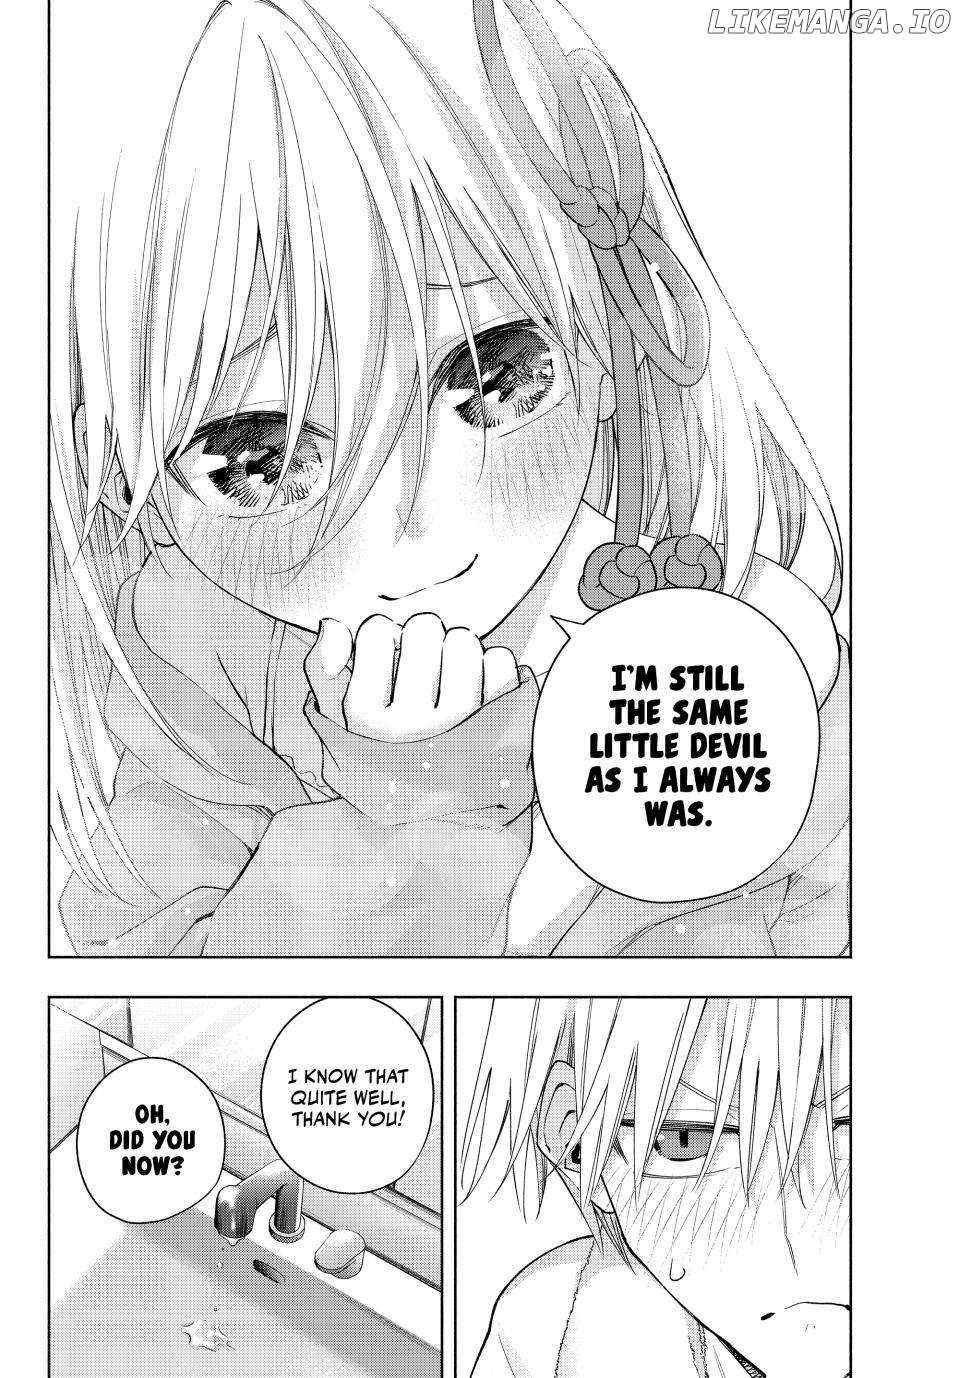 LIKEMANGA.IO
I'M STILL
THE SAME
LITTLE DEVIL
AS I ALWAYS
WAS.
I KNOW THAT
QUITE WELL,
THANK YOU!
OH,
DID YOU
NOW?